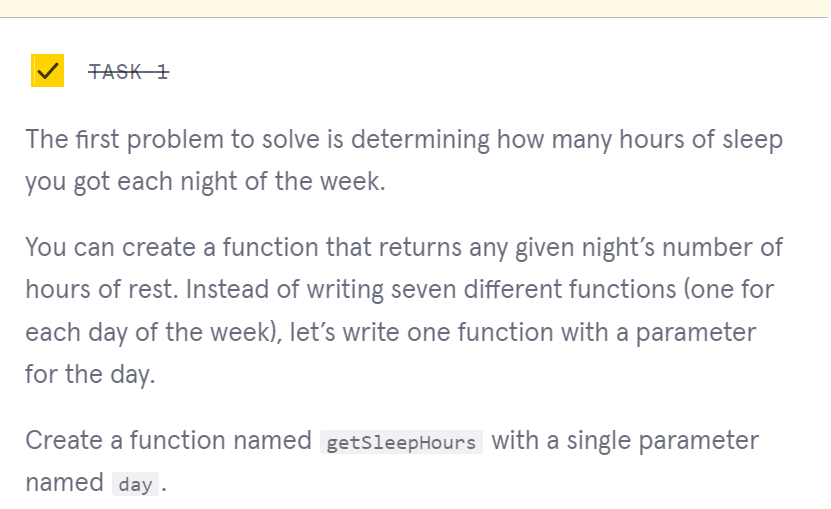 TASK 1
The first problem to solve is determining how many hours of sleep
you got each night of the week.
You can create a function that returns any given night’s number of
hours of rest. Instead of writing seven different functions (one for
each day of the week), let’s write one function with a parameter
for the day.
Create a function named getSleepHours with a single parameter
named day.